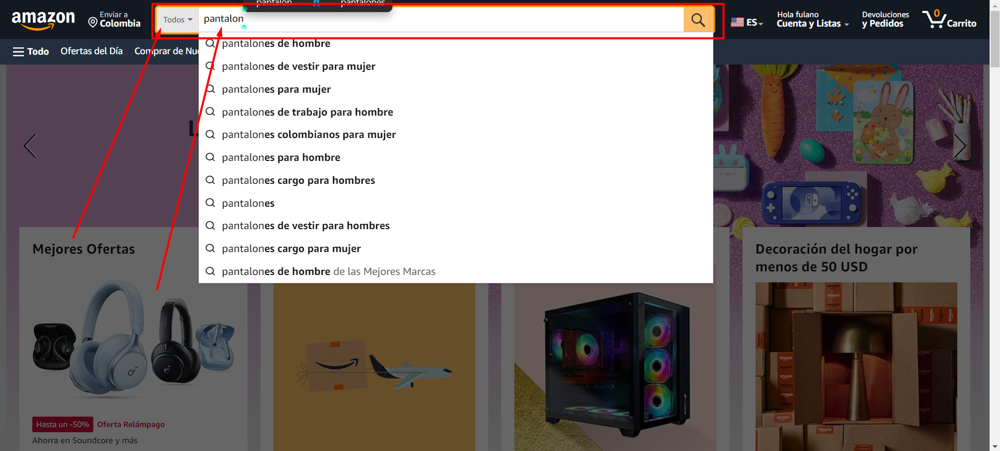 pantalon pantalones
amazon
Enviar a
Colombia
Todos
pantalon
ES
Hola fulano
Cuenta y Listas
Devoluciones
y Pedidos
0
Carrito
Todo
Ofertas del Día
Comprar de Nu
pantalones de hombre
pantalones de vestir para mujer
pantalones para mujer
pantalones de trabajo para hombre
pantalones colombianos para mujer
pantalones para hombre
pantalones cargo para hombres
pantalones
pantalones de vestir para hombres
pantalones cargo para mujer
pantalones de hombre de las Mejores Marcas
L
Mejores Ofertas
Hasta un -50% Oferta Relámpago
Ahorra en Soundcore y más
Decoración del hogar por
menos de 50 USD